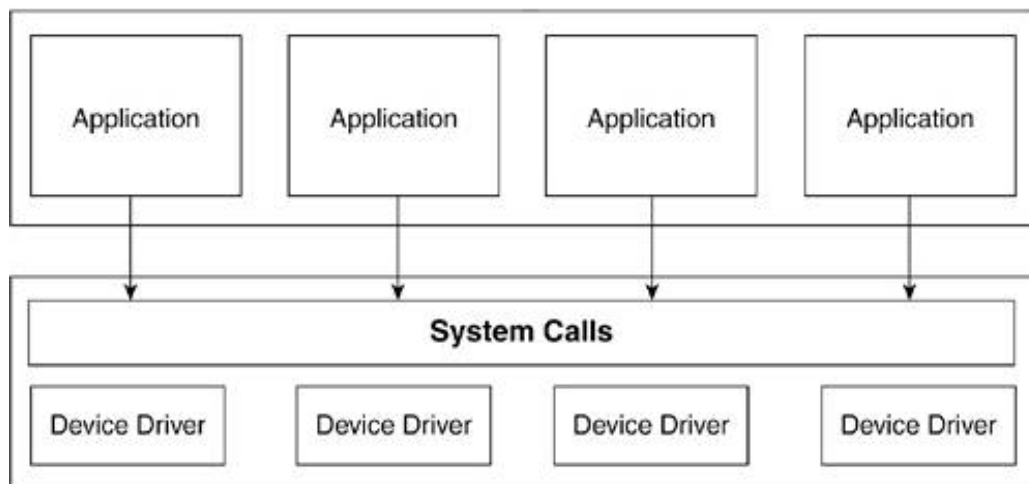 Application Application Application Application
System Calls
Device Driver Device Driver Device Driver Device Driver